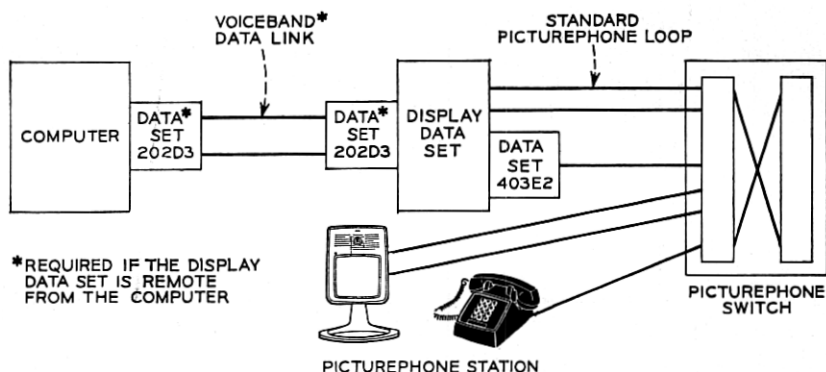 VOICEBAND*
DATA LINK
STANDARD
PICTUREPHONE LOOP
COMPUTER
DATA*
SET
202D3
DATA*
SET
202D3
DISPLAY
DATA
SET
DATA
SET
403E2
*REQUIRED IF THE DISPLAY
DATA SET IS REMOTE
FROM THE COMPUTER
PICTUREPHONE
SWITCH
PICTUREPHONE STATION